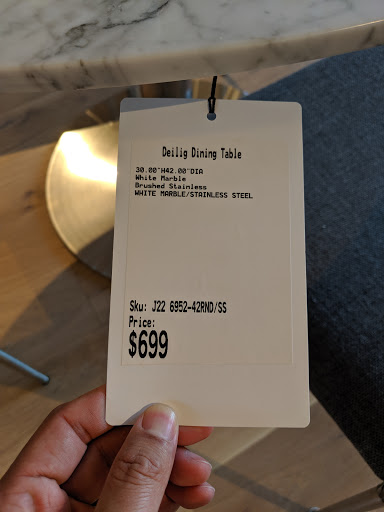 Deilig Dining Table
30.00"H42.00"DIA
White Marble
Brushed Stainless
WHITE MARBLE/STAINLESS STEEL
Sku: J22 6952-42RND/SS
Price:
$699